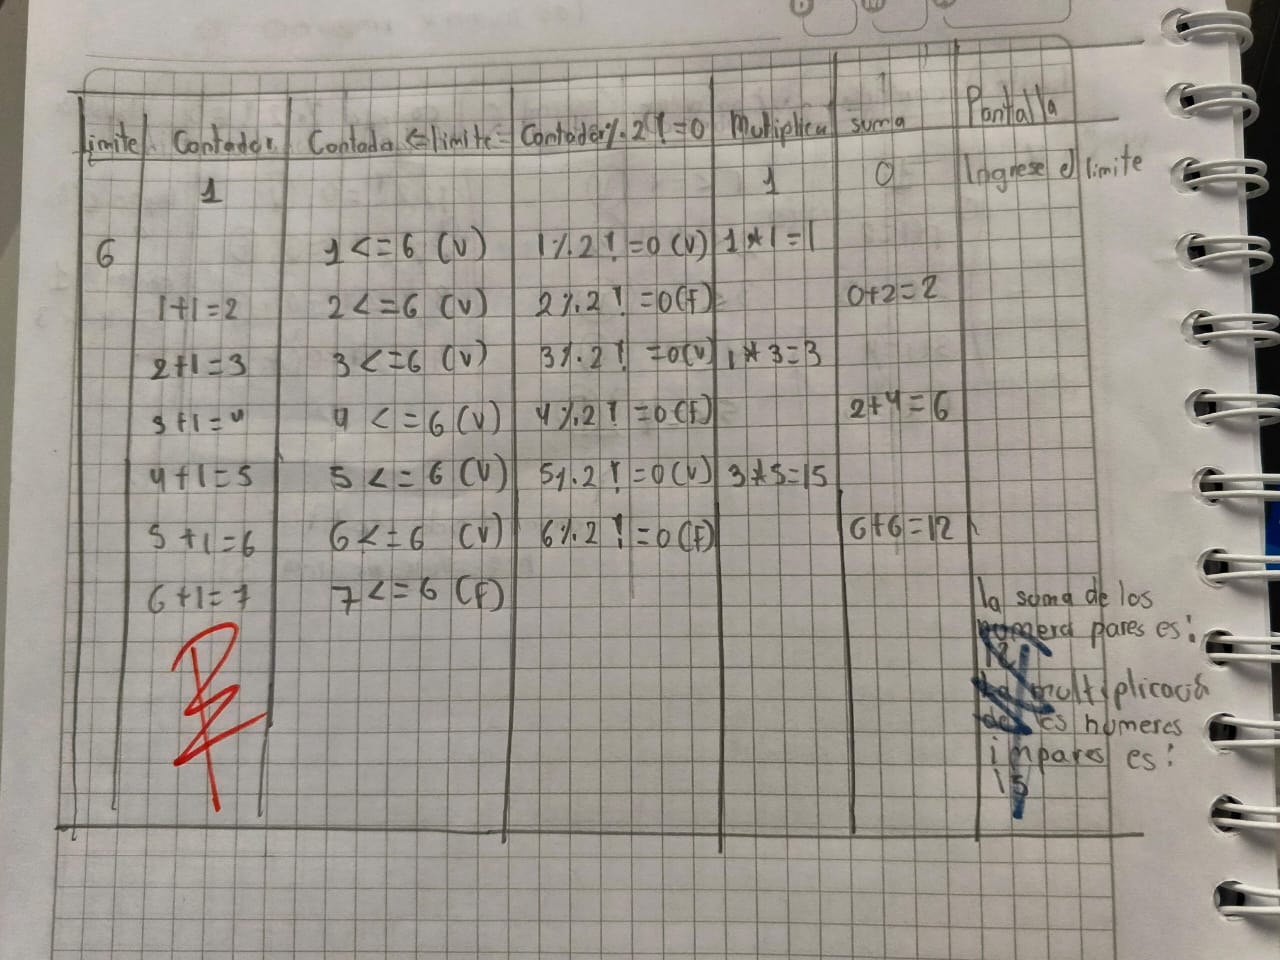 limite Contador Contada <=limite= Contador%.2!=0 Multiplica suma Pantalla
1 1 0 Ingrese el limite
6 1<=6 (V) 1%.2!=0(V) 1*1=1
1+1=2 2<=6 (V) 2%.2!=0(f) 0+2=2
2+1=3 3<=6 (V) 3%.2!=0(V) 1*3=3
3+1=4 4<=6 (V) 4%.2!=0(f) 2+4=6
4+1=5 5<=6 (V) 5%.2!=0(V) 3*5=15
5+1=6 6<=6 (V) 6%.2!=0(f) 6+6=12
6+1=7 7<=6 (f)
la suma de los
numero pares es:
12
La multiplicació
de los numeros
impares es:
15